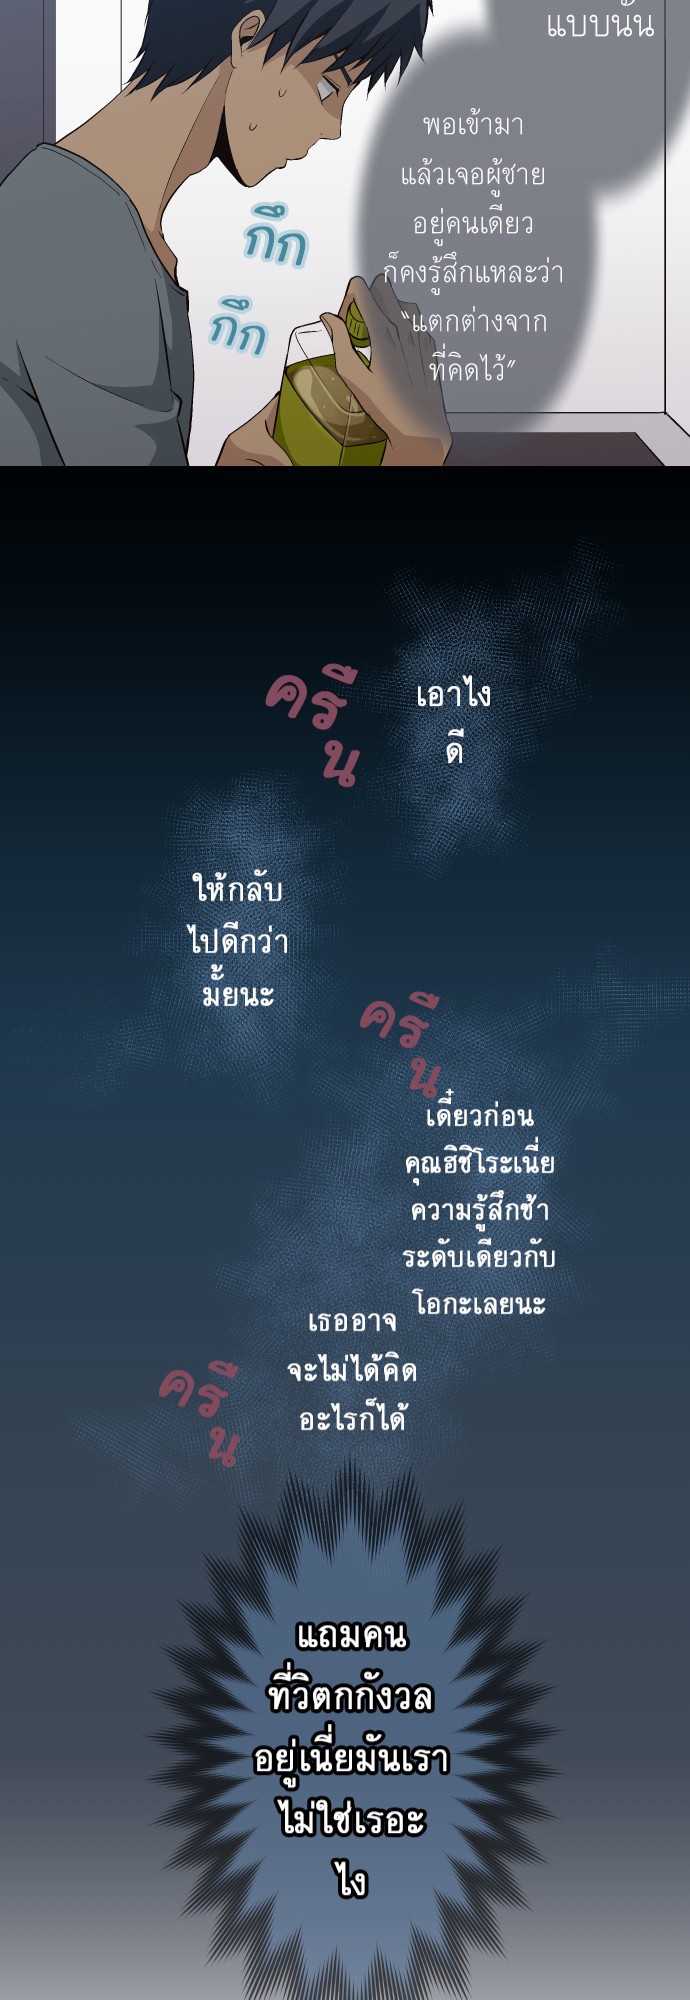 แบบนั้น
พอเข้ามา
แล้วเจอผู้ชาย
อยู่คนเดียว
ก็คงรู้สึกแหละว่า
“แตกต่างจาก
ที่คิดไว้”
กึก
กึก
เอาไง
ดี
ครืน
ให้กลับ
ไปดีกว่า
มั้ยนะ
ครืน
เดี๋ยวก่อน
คุณฮิชิโระเนี่ย
ความรู้สึกช้า
ระดับเดียวกับ
โอกะเลยนะ
เธออาจ
จะไม่ได้คิด
อะไรก็ได้
ครืน
แถมคน
ที่วิตกกังวล
อยู่เนี่ยมันเรา
ไม่ใช่เรอะ
ไง